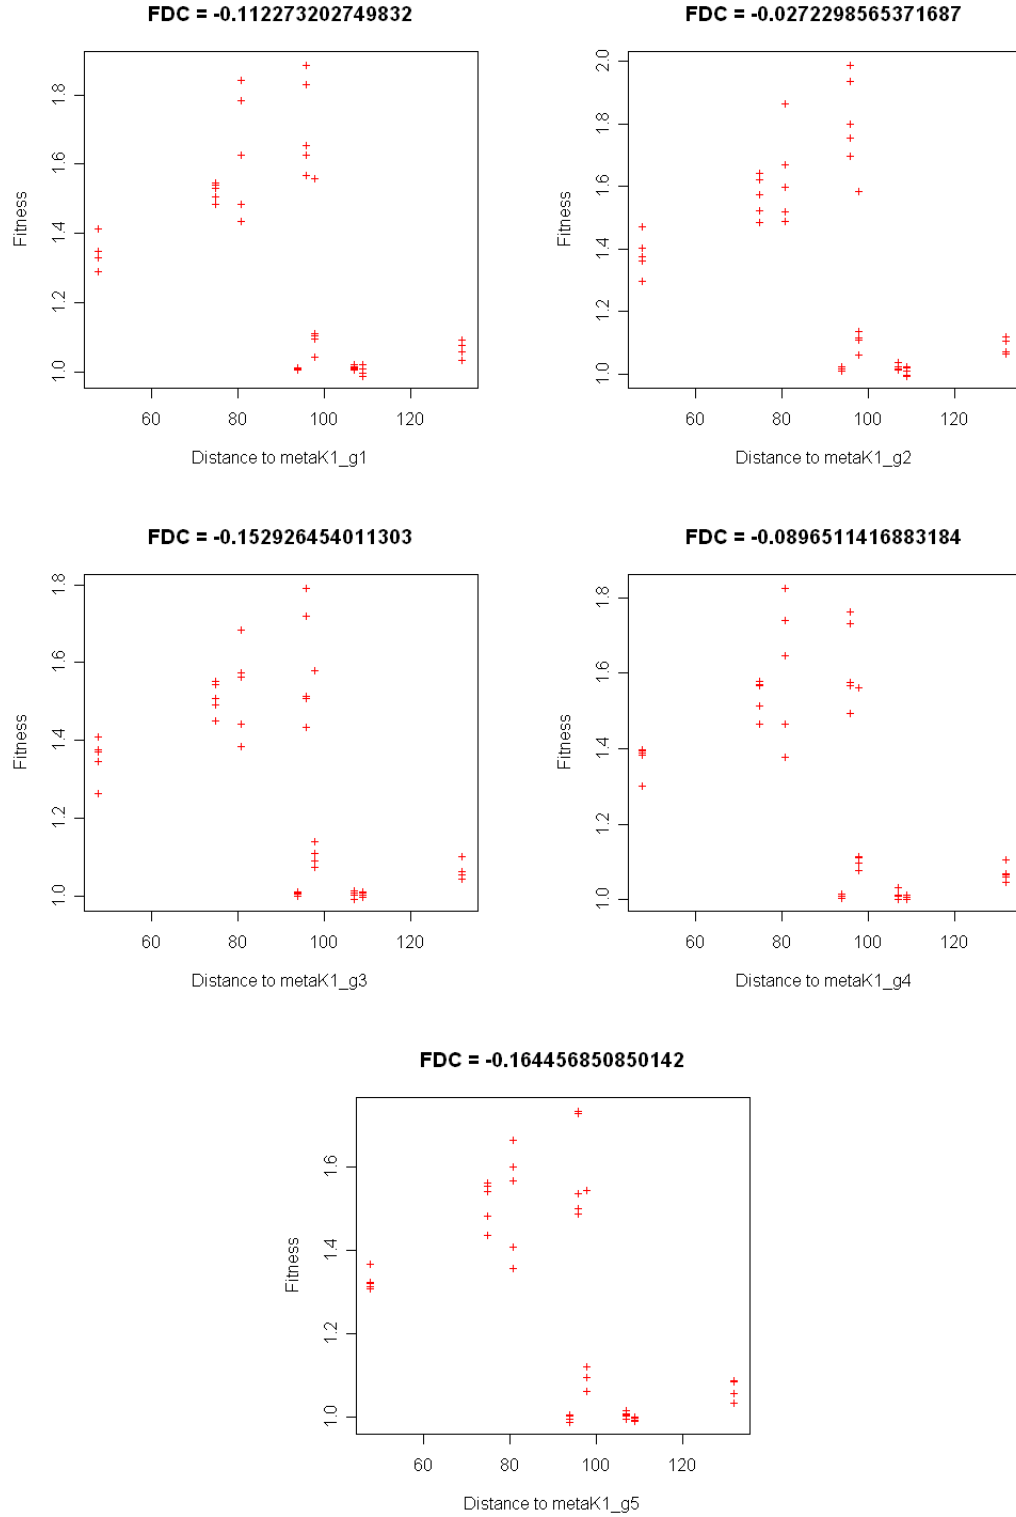 FDC = -0.112273202749832
Fitness
1.8
1.6
1.4
1.2
1.0
60 80 100 120
Distance to metaK1_g1
FDC = -0.0272298565371687
Fitness
2.0
1.8
1.6
1.4
1.2
1.0
60 80 100 120
Distance to metaK1_g2
FDC = -0.152926454011303
Fitness
1.8
1.6
1.4
1.2
1.0
60 80 100 120
Distance to metaK1_g3
FDC = -0.0896511416883184
Fitness
1.8
1.6
1.4
1.2
1.0
60 80 100 120
Distance to metaK1_g4
FDC = -0.164456850850142
Fitness
1.6
1.4
1.2
1.0
60 80 100 120
Distance to metaK1_g5